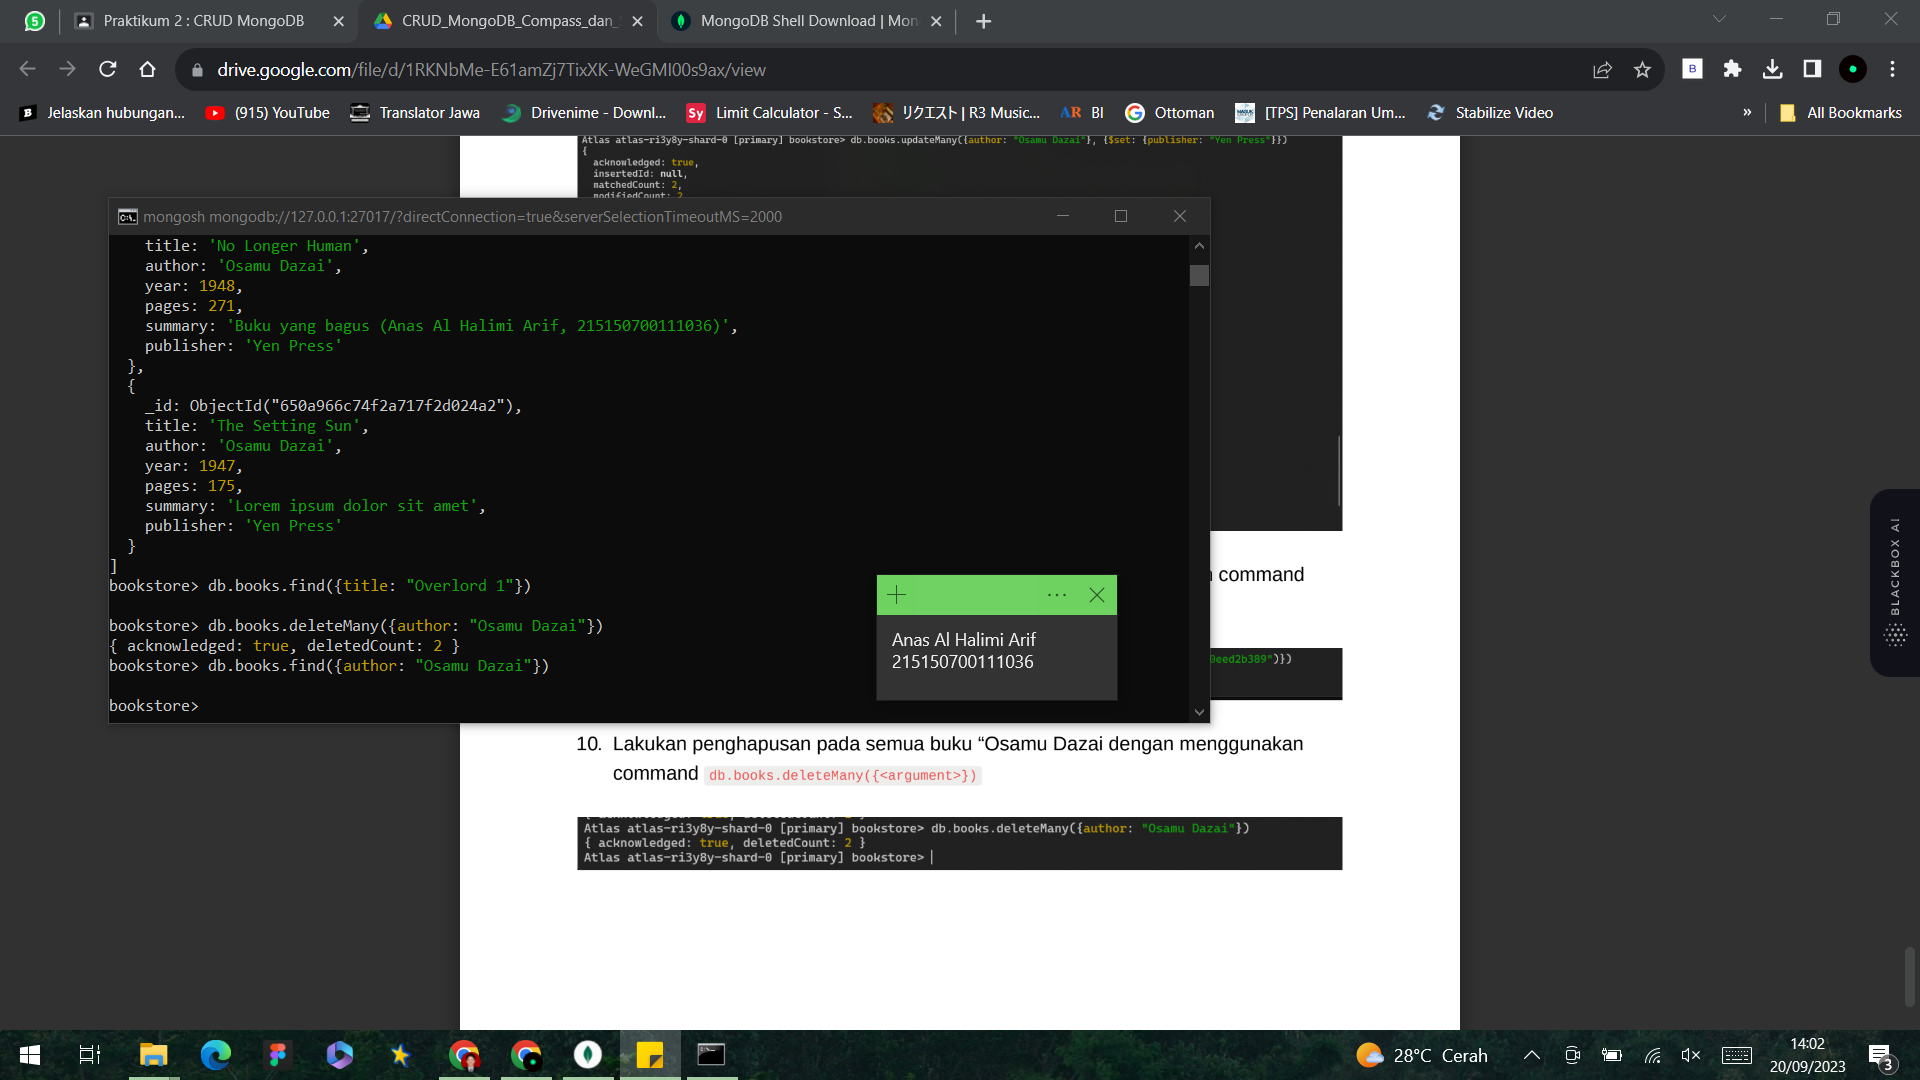 5
Praktikum 2 : CRUD MongoDB
CRUD_MongoDB_Compass_dan_
MongoDB Shell Download | Mon
drive.google.com/file/d/1RKNbMe-E61amZj7TixXK-WeGMl00s9ax/view
B
Jelaskan hubungan...
(915) YouTube
Translator Jawa
Drivenime - Downl...
Sy
Limit Calculator - S...
リクエスト | R3 Music...
AR
BI
Ottoman
[TPS] Penalaran Um...
Stabilize Video
»
All Bookmarks
Atlas atlas-ri3y8y-shard-0 [primary] bookstore> db.books.updateMany({author: "Osamu Dazai"}, {$set: {publisher: "Yen Press"}})
{
acknowledged: true,
insertedId: null,
matchedCount: 2,
modifiedCount: 2
mongosh mongodb://127.0.0.1:27017/?directConnection=true&serverSelectionTimeoutMS=2000
title: 'No Longer Human',
author: 'Osamu Dazai',
year: 1948,
pages: 271,
summary: 'Buku yang bagus (Anas Al Halimi Arif, 215150700111036)',
publisher: 'Yen Press'
},
{
_id: ObjectId("650a966c74f2a717f2d024a2"),
title: 'The Setting Sun',
author: 'Osamu Dazai',
year: 1947,
pages: 175,
summary: 'Lorem ipsum dolor sit amet',
publisher: 'Yen Press'
}
]
bookstore> db.books.find({title: "Overlord 1"})
bookstore> db.books.deleteMany({author: "Osamu Dazai"})
{ acknowledged: true, deletedCount: 2 }
bookstore> db.books.find({author: "Osamu Dazai"})
bookstore>
Anas Al Halimi Arif
215150700111036
command
0eed2b389")})
10. Lakukan penghapusan pada semua buku “Osamu Dazai dengan menggunakan
command db.books.deleteMany({<argument>})
Atlas atlas-ri3y8y-shard-0 [primary] bookstore> db.books.deleteMany({author: "Osamu Dazai"})
{ acknowledged: true, deletedCount: 2 }
Atlas atlas-ri3y8y-shard-0 [primary] bookstore>
BLACKBOX AI
28°C Cerah
14:02
20/09/2023
3